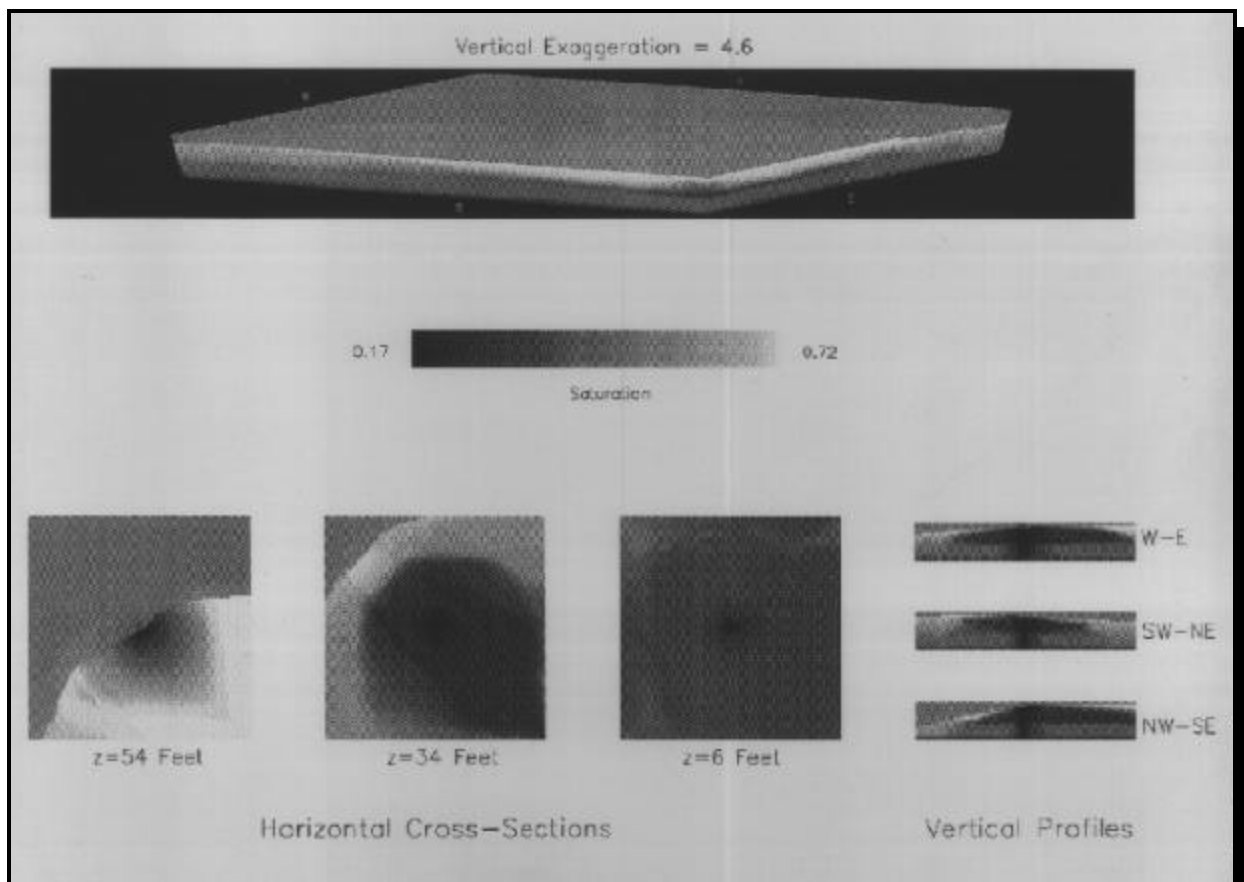 Vertical Exaggeration = 4.6
0.17
0.72
Saturation
W-E
SW-NE
NW-SE
z=54 Feet
z=34 Feet
z=6 Feet
Horizontal Cross-Sections
Vertical Profiles